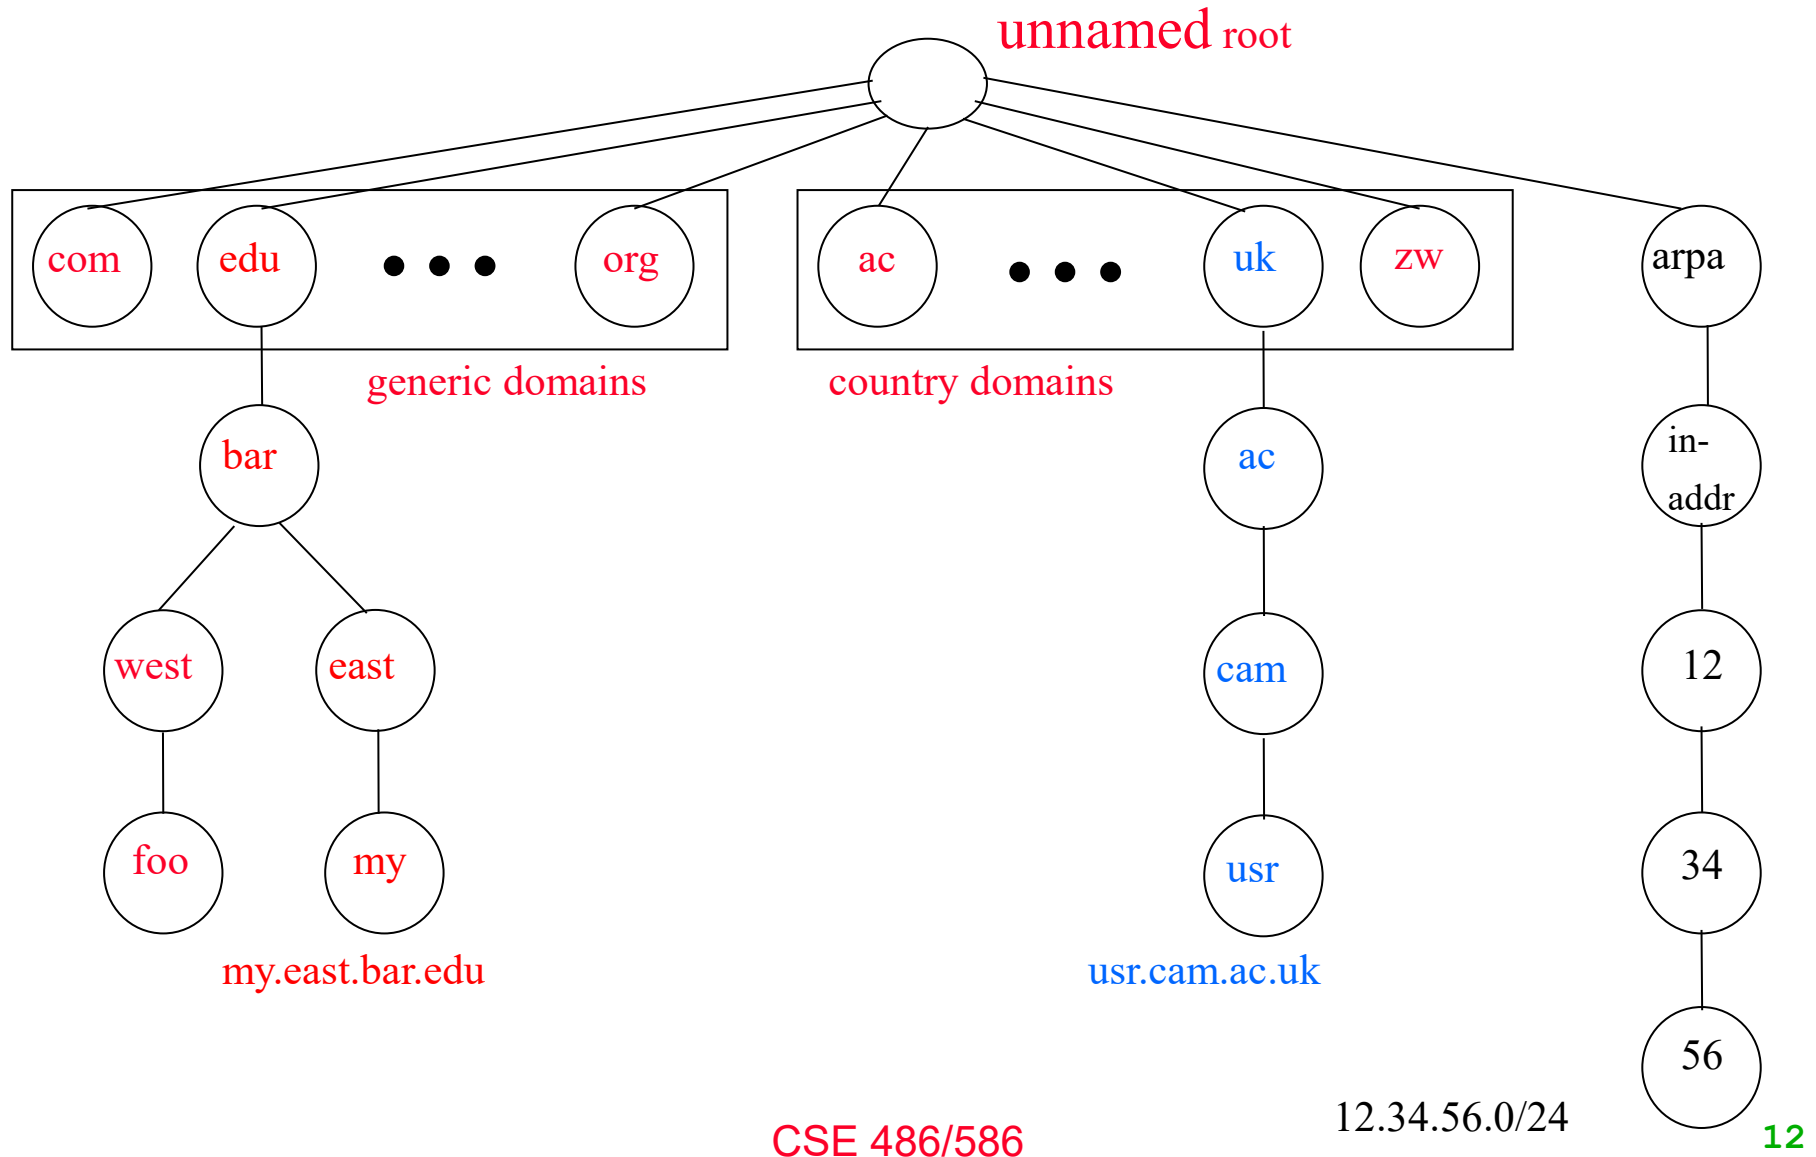 unnamed root
com
edu
org
ac
uk
zw
arpa
generic domains
country domains
bar
ac
in-
addr
west
east
cam
12
foo
my
usr
34
my.east.bar.edu
usr.cam.ac.uk
56
12.34.56.0/24
CSE 486/586
12